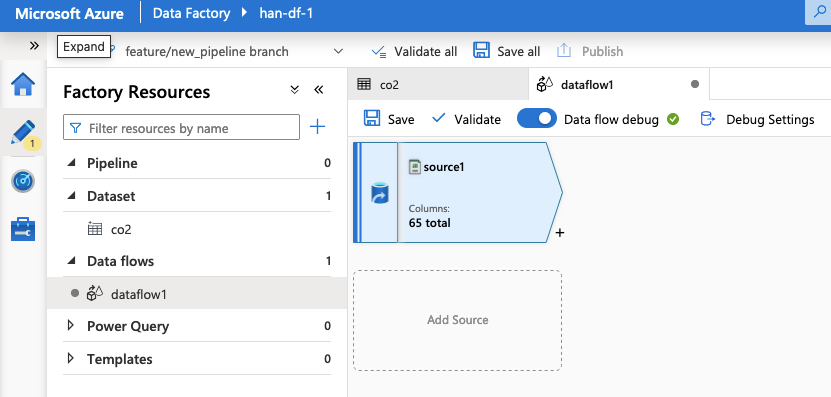 Microsoft Azure Data Factory han-df-1
Expand
feature/new_pipeline branch
Validate all
Save all
Publish
1
Factory Resources
Filter resources by name
Pipeline 0
Dataset 1
co2
Data flows 1
dataflow1
Power Query 0
Templates 0
co2
dataflow1
Save
Validate
Data flow debug
Debug Settings
source1
Columns:
65 total
+
Add Source